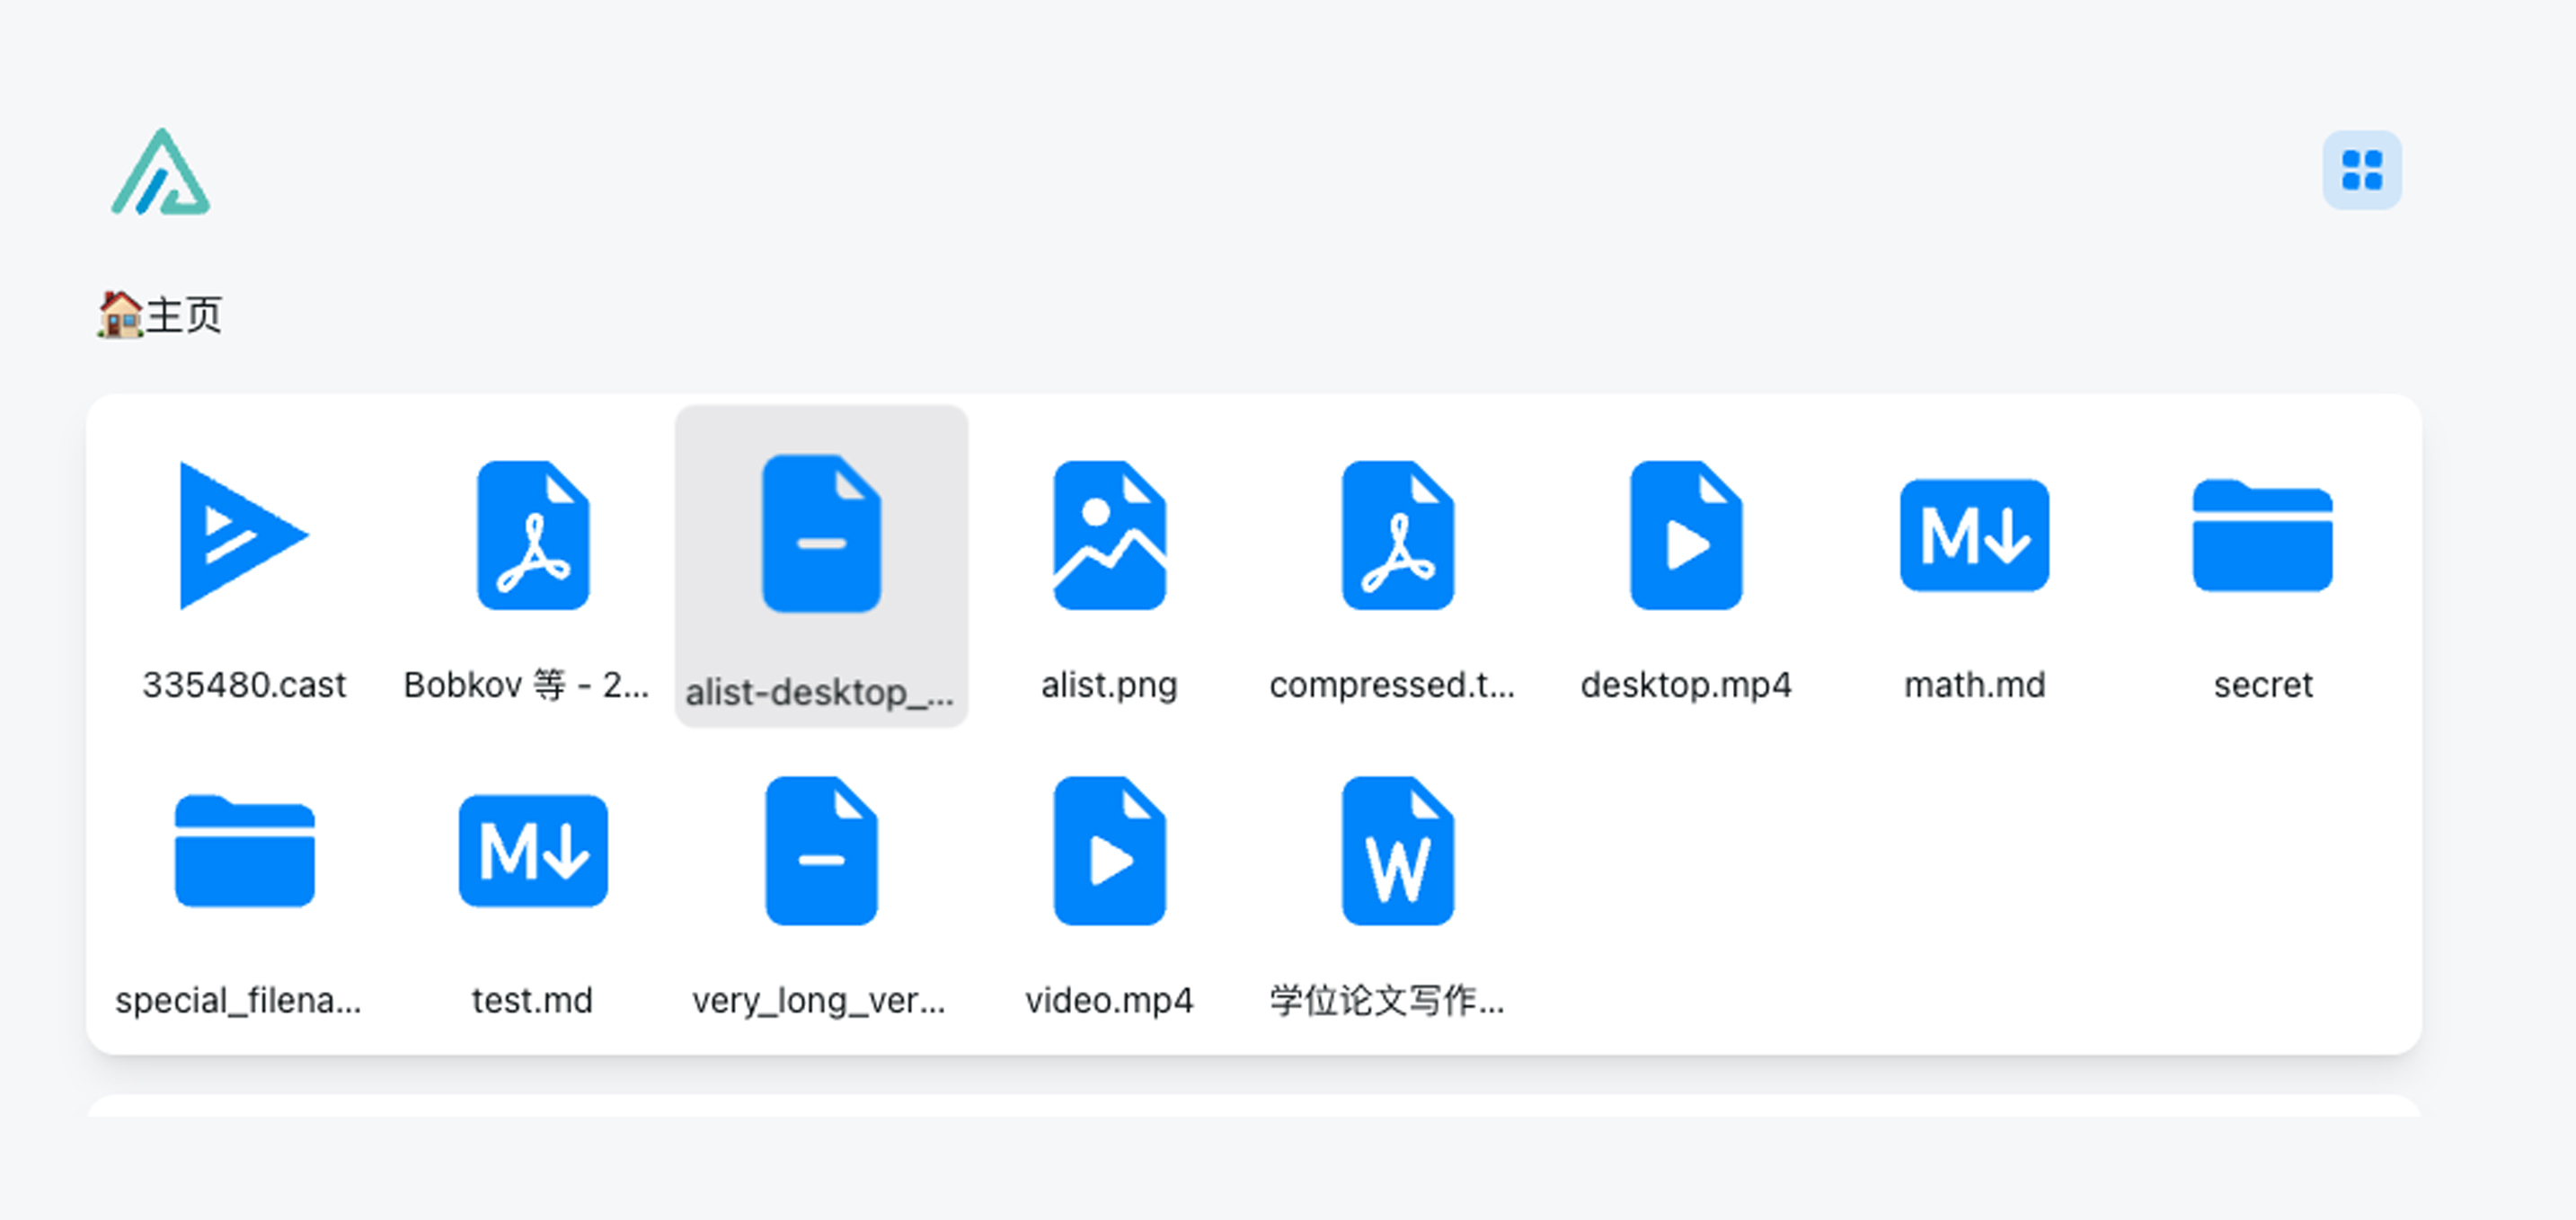 🏠主页
335480.cast
Bobkov 等 - 2...
alist-desktop_...
alist.png
compressed.t...
desktop.mp4
math.md
secret
special_filena...
test.md
very_long_ver...
video.mp4
学位论文写作...